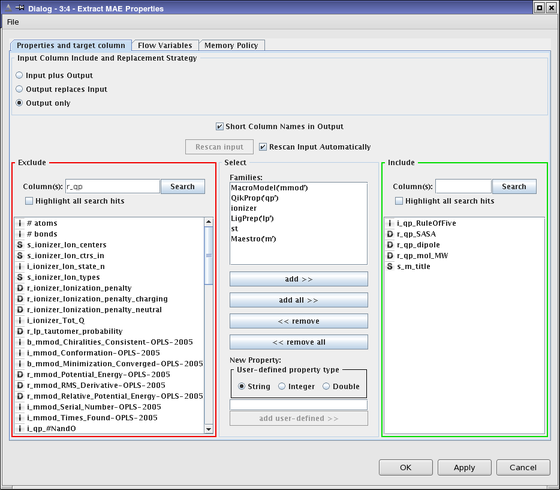 Dialog - 3:4 - Extract MAE Properties
File
Properties and target column
Flow Variables
Memory Policy
Input Column Include and Replacement Strategy
Input plus Output
Output replaces Input
Output only
Short Column Names in Output
Rescan input
Rescan Input Automatically
Exclude
Column(s):
r_qp
Search
Highlight all search hits
I # atoms
I # bonds
S s_ionizer_Ion_centers
S s_ionizer_Ion_ctrs_in
I i_ionizer_Ion_state_n
S s_ionizer_Ion_types
D r_ionizer_Ionization_penalty
D r_ionizer_Ionization_penalty_charging
D r_ionizer_Ionization_penalty_neutral
I i_ionizer_Tot_Q
D r_lp_tautomer_probability
I b_mmod_Chiralities_Consistent-OPLS-2005
I i_mmod_Conformation-OPLS-2005
I b_mmod_Minimization_Converged-OPLS-2005
D r_mmod_Potential_Energy-OPLS-2005
D r_mmod_RMS_Derivative-OPLS-2005
D r_mmod_Relative_Potential_Energy-OPLS-2005
I i_mmod_Serial_Number-OPLS-2005
I i_mmod_Times_Found-OPLS-2005
I i_qp_#NandO
Select
Families:
MacroModel('mmod')
QikProp('qp')
ionizer
LigPrep('lp')
st
Maestro('m')
add >>
add all >>
<< remove
<< remove all
New Property:
User-defined property type
String
Integer
Double
add user-defined >>
Include
Column(s):
Search
Highlight all search hits
I i_qp_RuleOfFive
D r_qp_SASA
D r_qp_dipole
D r_qp_mol_MW
S s_m_title
OK
Apply
Cancel